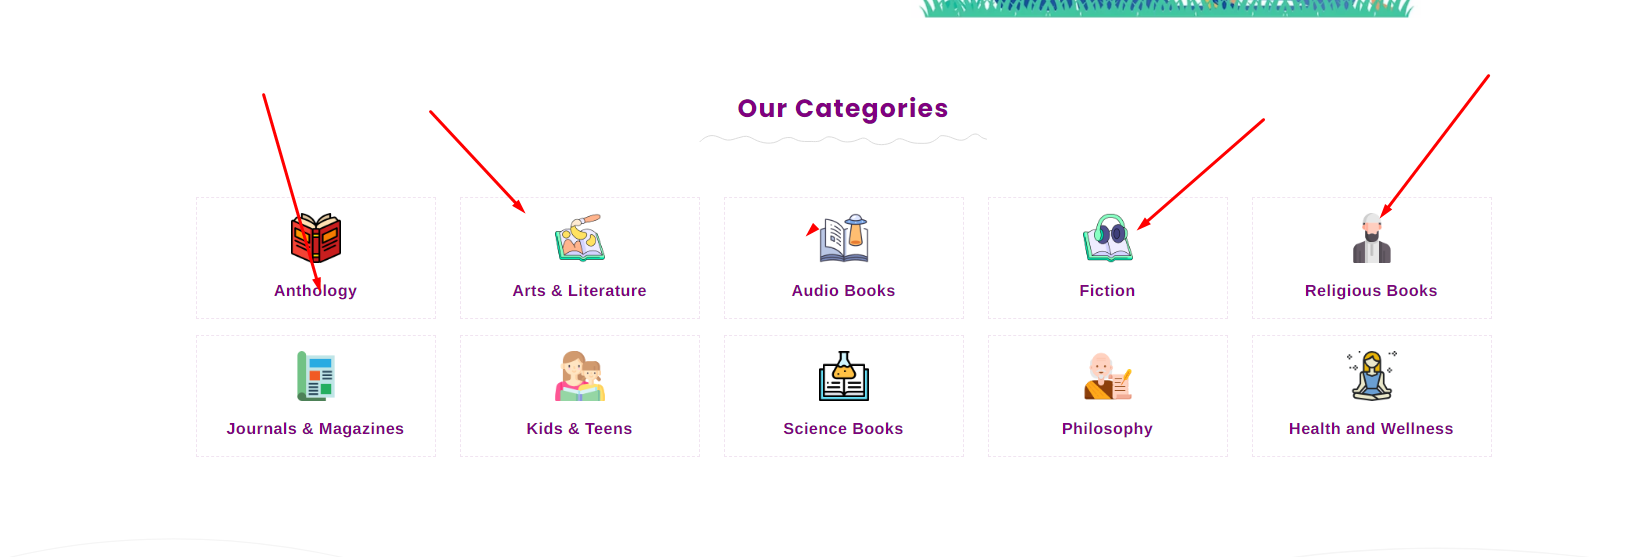 Our Categories
Anthology
Arts & Literature
Audio Books
Fiction
Religious Books
Journals & Magazines
Kids & Teens
Science Books
Philosophy
Health and Wellness